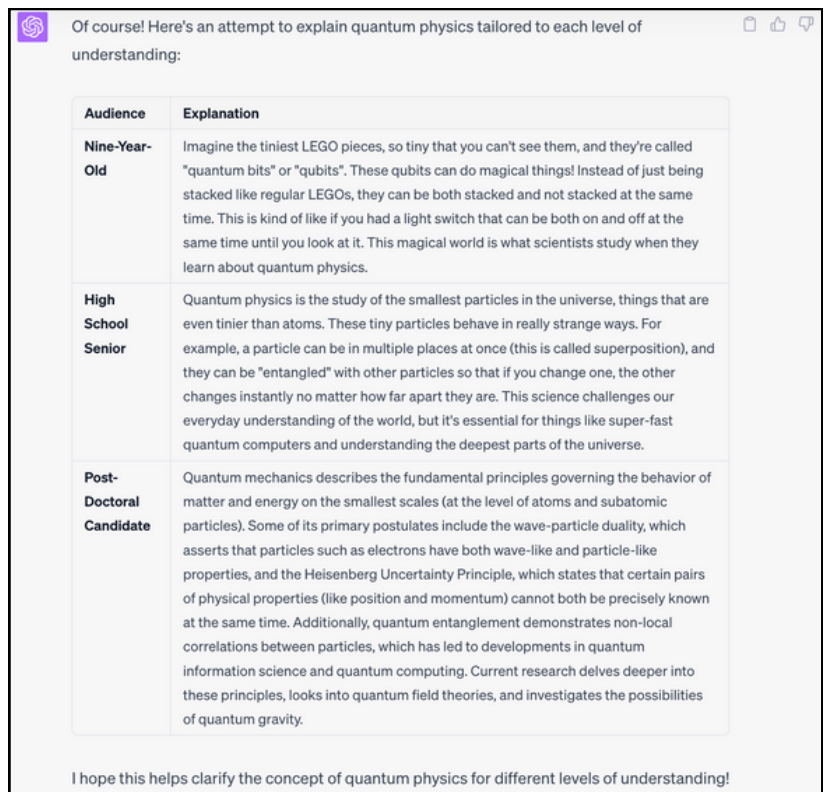 Of course! Here's an attempt to explain quantum physics tailored to each level of
understanding:
Audience
Explanation
Nine-Year-
Old
Imagine the tiniest LEGO pieces, so tiny that you can't see them, and they're called
"quantum bits" or "qubits". These qubits can do magical things! Instead of just being
stacked like regular LEGOs, they can be both stacked and not stacked at the same
time. This is kind of like if you had a light switch that can be both on and off at the
same time until you look at it. This magical world is what scientists study when they
learn about quantum physics.
High
School
Senior
Quantum physics is the study of the smallest particles in the universe, things that are
even tinier than atoms. These tiny particles behave in really strange ways. For
example, a particle can be in multiple places at once (this is called superposition), and
they can be "entangled" with other particles so that if you change one, the other
changes instantly no matter how far apart they are. This science challenges our
everyday understanding of the world, but it's essential for things like super-fast
quantum computers and understanding the deepest parts of the universe.
Post-
Doctoral
Candidate
Quantum mechanics describes the fundamental principles governing the behavior of
matter and energy on the smallest scales (at the level of atoms and subatomic
particles). Some of its primary postulates include the wave-particle duality, which
asserts that particles such as electrons have both wave-like and particle-like
properties, and the Heisenberg Uncertainty Principle, which states that certain pairs
of physical properties (like position and momentum) cannot both be precisely known
at the same time. Additionally, quantum entanglement demonstrates non-local
correlations between particles, which has led to developments in quantum
information science and quantum computing. Current research delves deeper into
these principles, looks into quantum field theories, and investigates the possibilities
of quantum gravity.
I hope this helps clarify the concept of quantum physics for different levels of understanding!